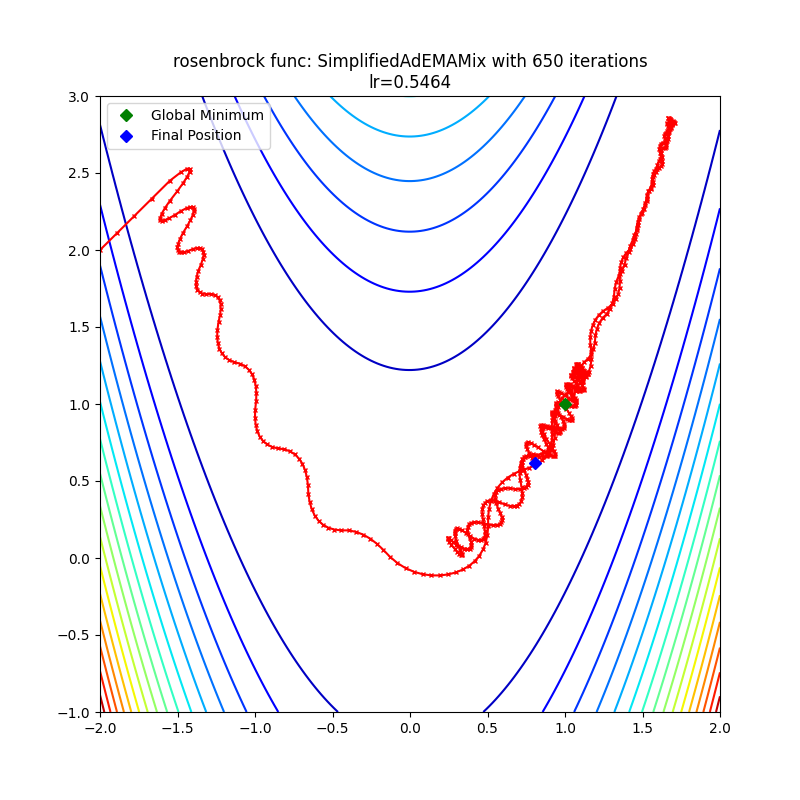 rosenbrock func: SimplifiedAdEMAMix with 650 iterations
lr=0.5464
Global Minimum
Final Position
3.0
2.5
2.0
1.5
1.0
0.5
0.0
−0.5
−1.0
−2.0 −1.5 −1.0 −0.5 0.0 0.5 1.0 1.5 2.0